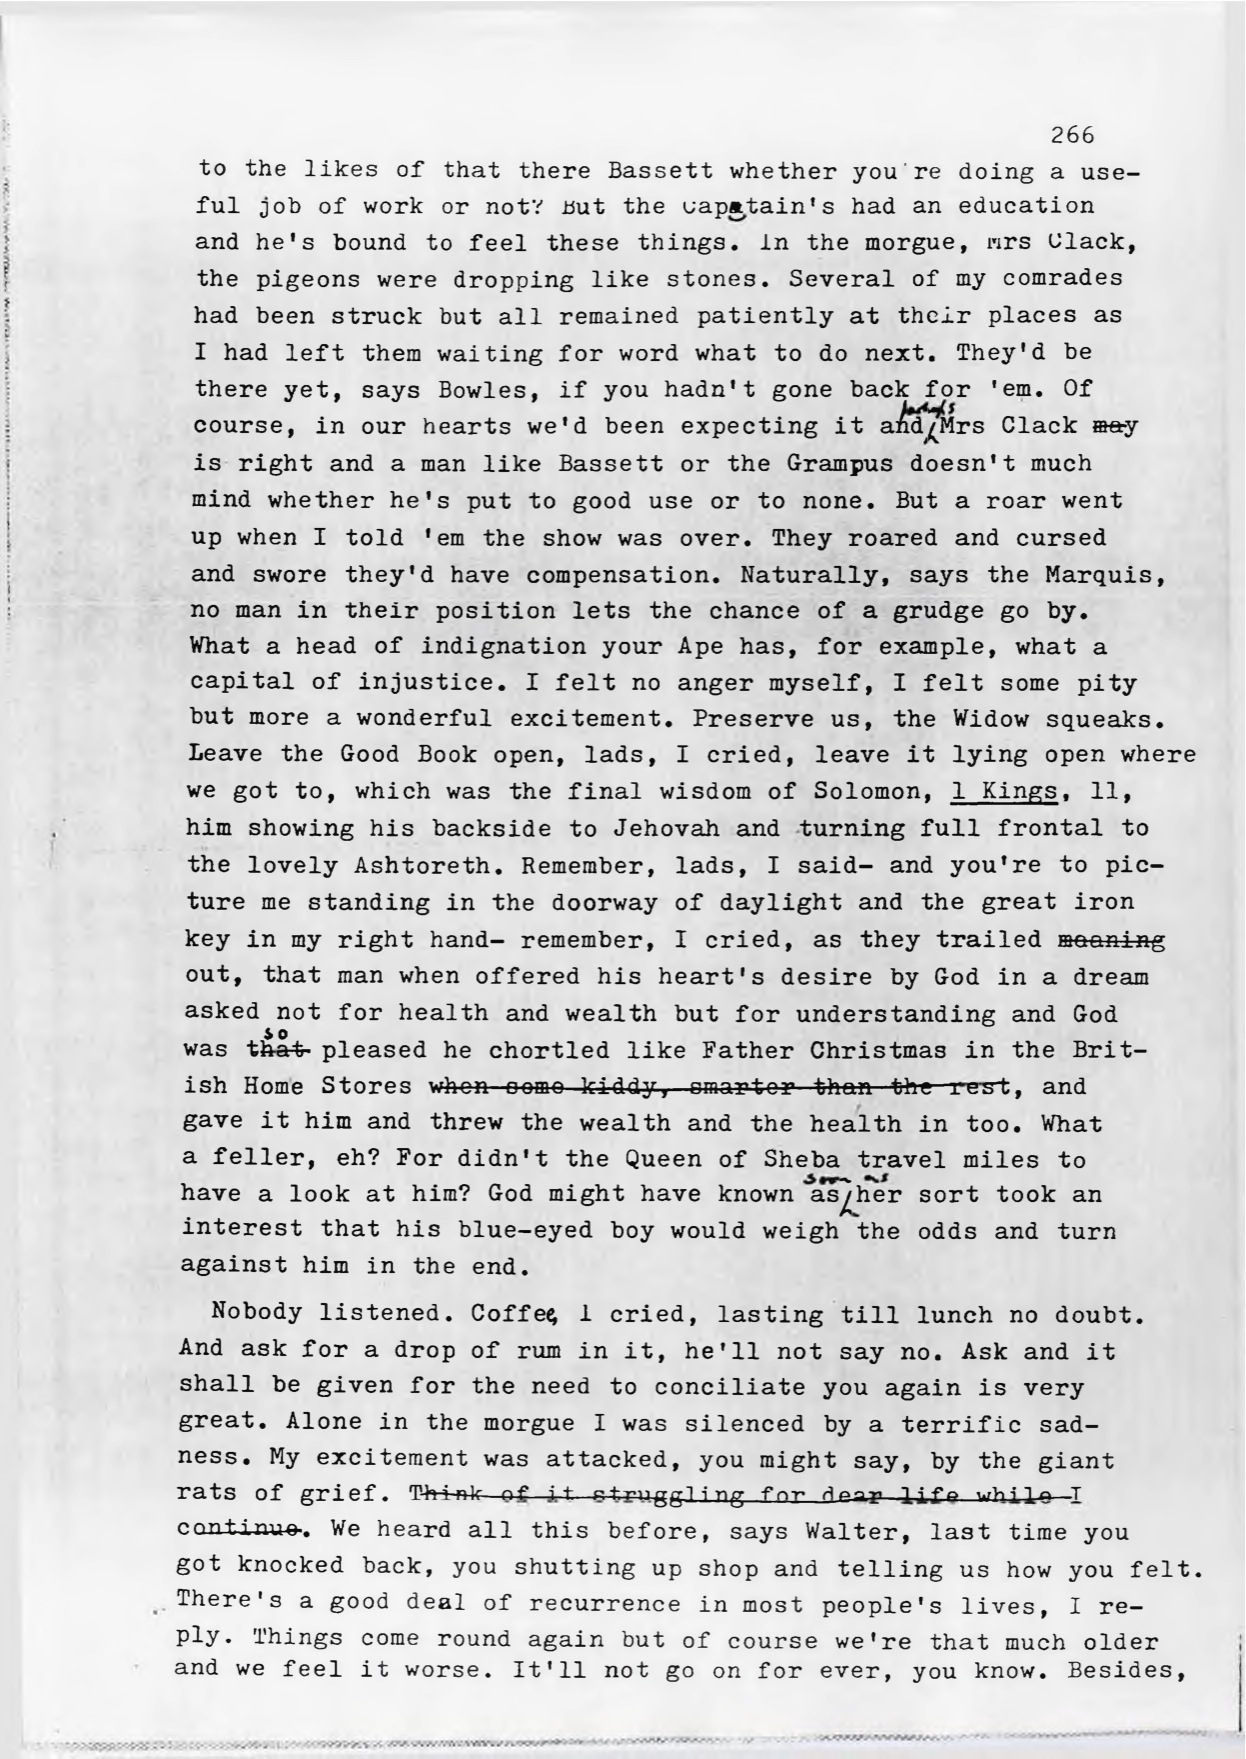 266
to the likes of that there Bassett whether you're doing a use-
ful job of work or not? But the captain's had an education
and he's bound to feel these things. In the morgue, Mrs Clack,
the pigeons were dropping like stones. Several of my comrades
had been struck but all remained patiently at their places as
I had left them waiting for word what to do next. They'd be
there yet, says Bowles, if you hadn't gone back for 'em. Of
perhaps
course, in our hearts we'd been expecting it and Mrs Clack may
is right and a man like Bassett or the Grampus doesn't much
mind whether he's put to good use or to none. But a roar went
up when I told 'em the show was over. They roared and cursed
and swore they'd have compensation. Naturally, says the Marquis,
no man in their position lets the chance of a grudge go by.
What a head of indignation your Ape has, for example, what a
capital of injustice. I felt no anger myself, I felt some pity
but more a wonderful excitement. Preserve us, the Widow squeaks.
Leave the Good Book open, lads, I cried, leave it lying open where
we got to, which was the final wisdom of Solomon, 1 Kings, 11,
him showing his backside to Jehovah and turning full frontal to
the lovely Ashtoreth. Remember, lads, I said- and you're to pic-
ture me standing in the doorway of daylight and the great iron
key in my right hand- remember, I cried, as they trailed moaning
out, that man when offered his heart's desire by God in a dream
asked not for health and wealth but for understanding and God
so
was that pleased he chortled like Father Christmas in the Brit-
ish Home Stores when some kiddy, smarter than the rest, and
gave it him and threw the wealth and the health in too. What
a feller, eh? For didn't the Queen of Sheba travel miles to
soon as
have a look at him? God might have known as her sort took an
interest that his blue-eyed boy would weigh the odds and turn
against him in the end.
Nobody listened. Coffee, I cried, lasting till lunch no doubt.
And ask for a drop of rum in it, he'll not say no. Ask and it
shall be given for the need to conciliate you again is very
great. Alone in the morgue I was silenced by a terrific sad-
ness. My excitement was attacked, you might say, by the giant
rats of grief. Think of it struggling for dear life while I
continue. We heard all this before, says Walter, last time you
got knocked back, you shutting up shop and telling us how you felt.
There's a good deal of recurrence in most people's lives, I re-
ply. Things come round again but of course we're that much older
and we feel it worse. It'll not go on for ever, you know. Besides,